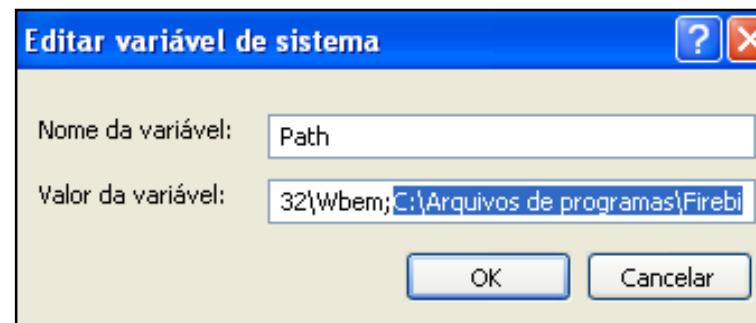 Editar variável de sistema
Nome da variável: Path
Valor da variável: 32\Wbem;C:\Arquivos de programas\Firebi
OK Cancelar